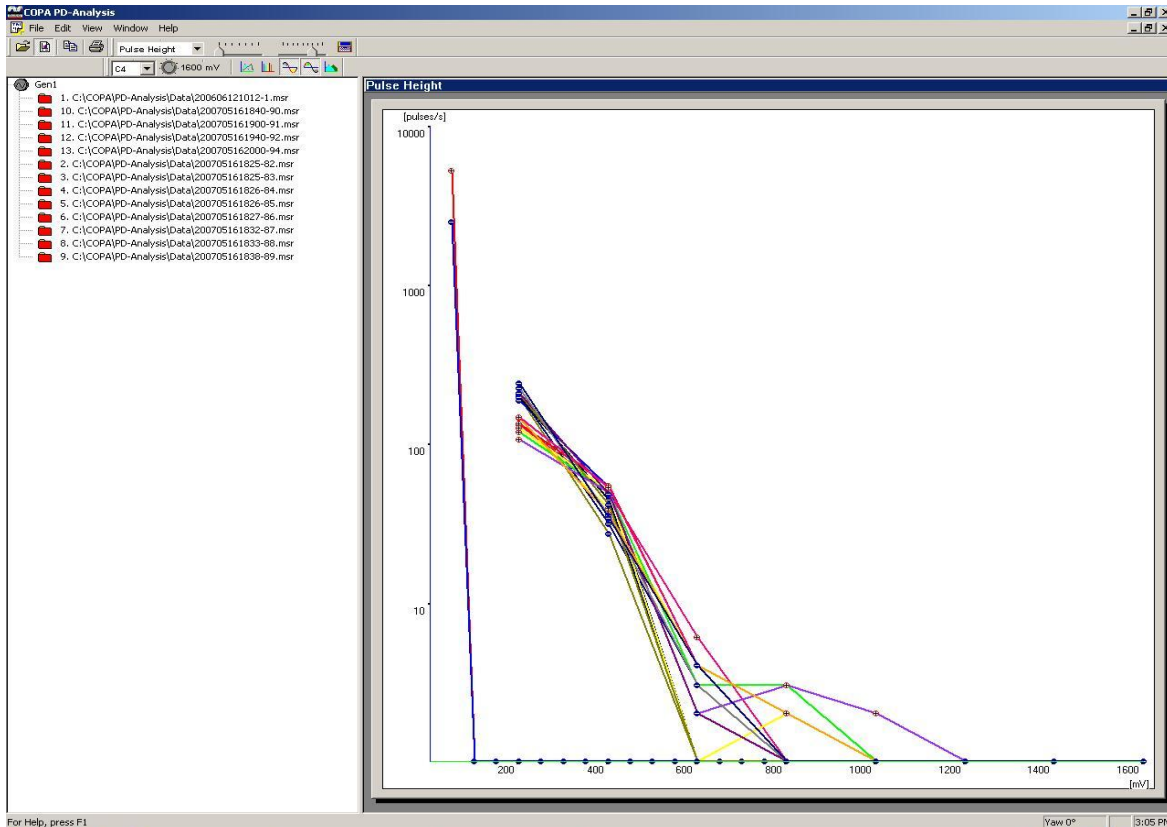 COPA PD-Analysis
File Edit View Window Help
Pulse Height
C4 1600 mV
Gen1
1. C:\COPA\PD-Analysis\Data\200606121012-1.msr
10. C:\COPA\PD-Analysis\Data\200705161840-90.msr
11. C:\COPA\PD-Analysis\Data\200705161900-91.msr
12. C:\COPA\PD-Analysis\Data\200705161940-92.msr
13. C:\COPA\PD-Analysis\Data\200705162000-94.msr
2. C:\COPA\PD-Analysis\Data\200705161825-82.msr
3. C:\COPA\PD-Analysis\Data\200705161825-83.msr
4. C:\COPA\PD-Analysis\Data\200705161826-84.msr
5. C:\COPA\PD-Analysis\Data\200705161826-85.msr
6. C:\COPA\PD-Analysis\Data\200705161827-86.msr
7. C:\COPA\PD-Analysis\Data\200705161832-87.msr
8. C:\COPA\PD-Analysis\Data\200705161833-88.msr
9. C:\COPA\PD-Analysis\Data\200705161838-89.msr
Pulse Height
[pulses/s]
10000
1000
100
10
200 400 600 800 1000 1200 1400 1600
[mV]
For Help, press F1
Yaw 0° 3:05 PM